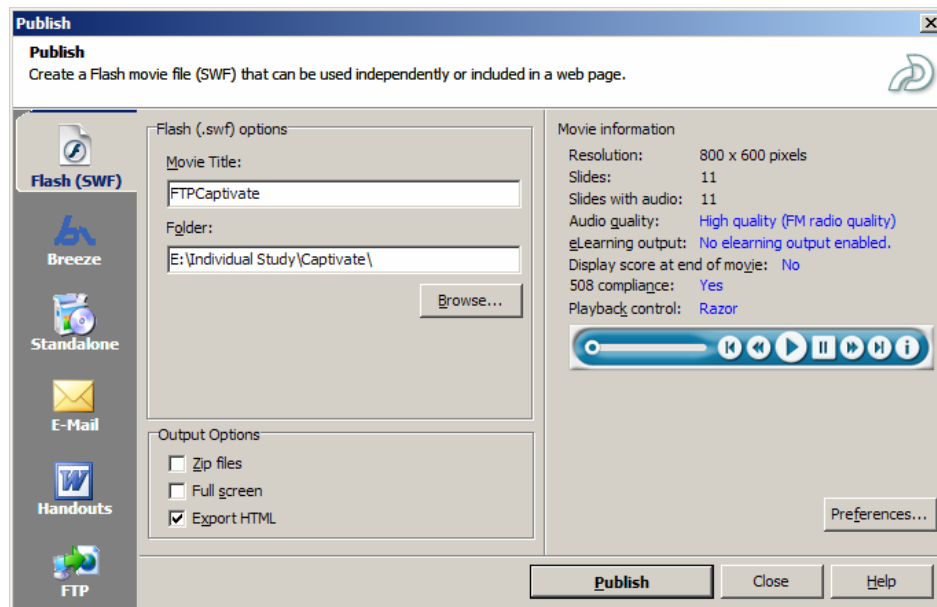 Publish
Publish
Create a Flash movie file (SWF) that can be used independently or included in a web page.
Flash (SWF)
Breeze
Standalone
E-Mail
Handouts
FTP
Flash (.swf) options
Movie Title:
FTPCaptivate
Folder:
E:\Individual Study\Captivate\
Browse...
Output Options
Zip files
Full screen
Export HTML
Movie information
Resolution: 800 x 600 pixels
Slides: 11
Slides with audio: 11
Audio quality: High quality (FM radio quality)
eLearning output: No elearning output enabled.
Display score at end of movie: No
508 compliance: Yes
Playback control: Razor
Preferences...
Publish
Close
Help